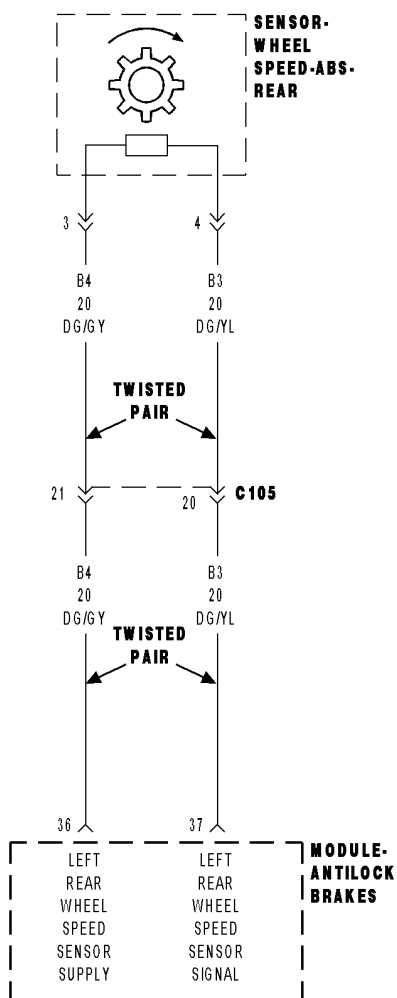 SENSOR-
WHEEL
SPEED-ABS-
REAR
3 4
B4 B3
20 20
DG/GY DG/YL
TWISTED
PAIR
21 20 C105
B4 B3
20 20
DG/GY DG/YL
TWISTED
PAIR
36 37
MODULE-
ANTILOCK
BRAKES
LEFT LEFT
REAR REAR
WHEEL WHEEL
SPEED SPEED
SENSOR SENSOR
SUPPLY SIGNAL